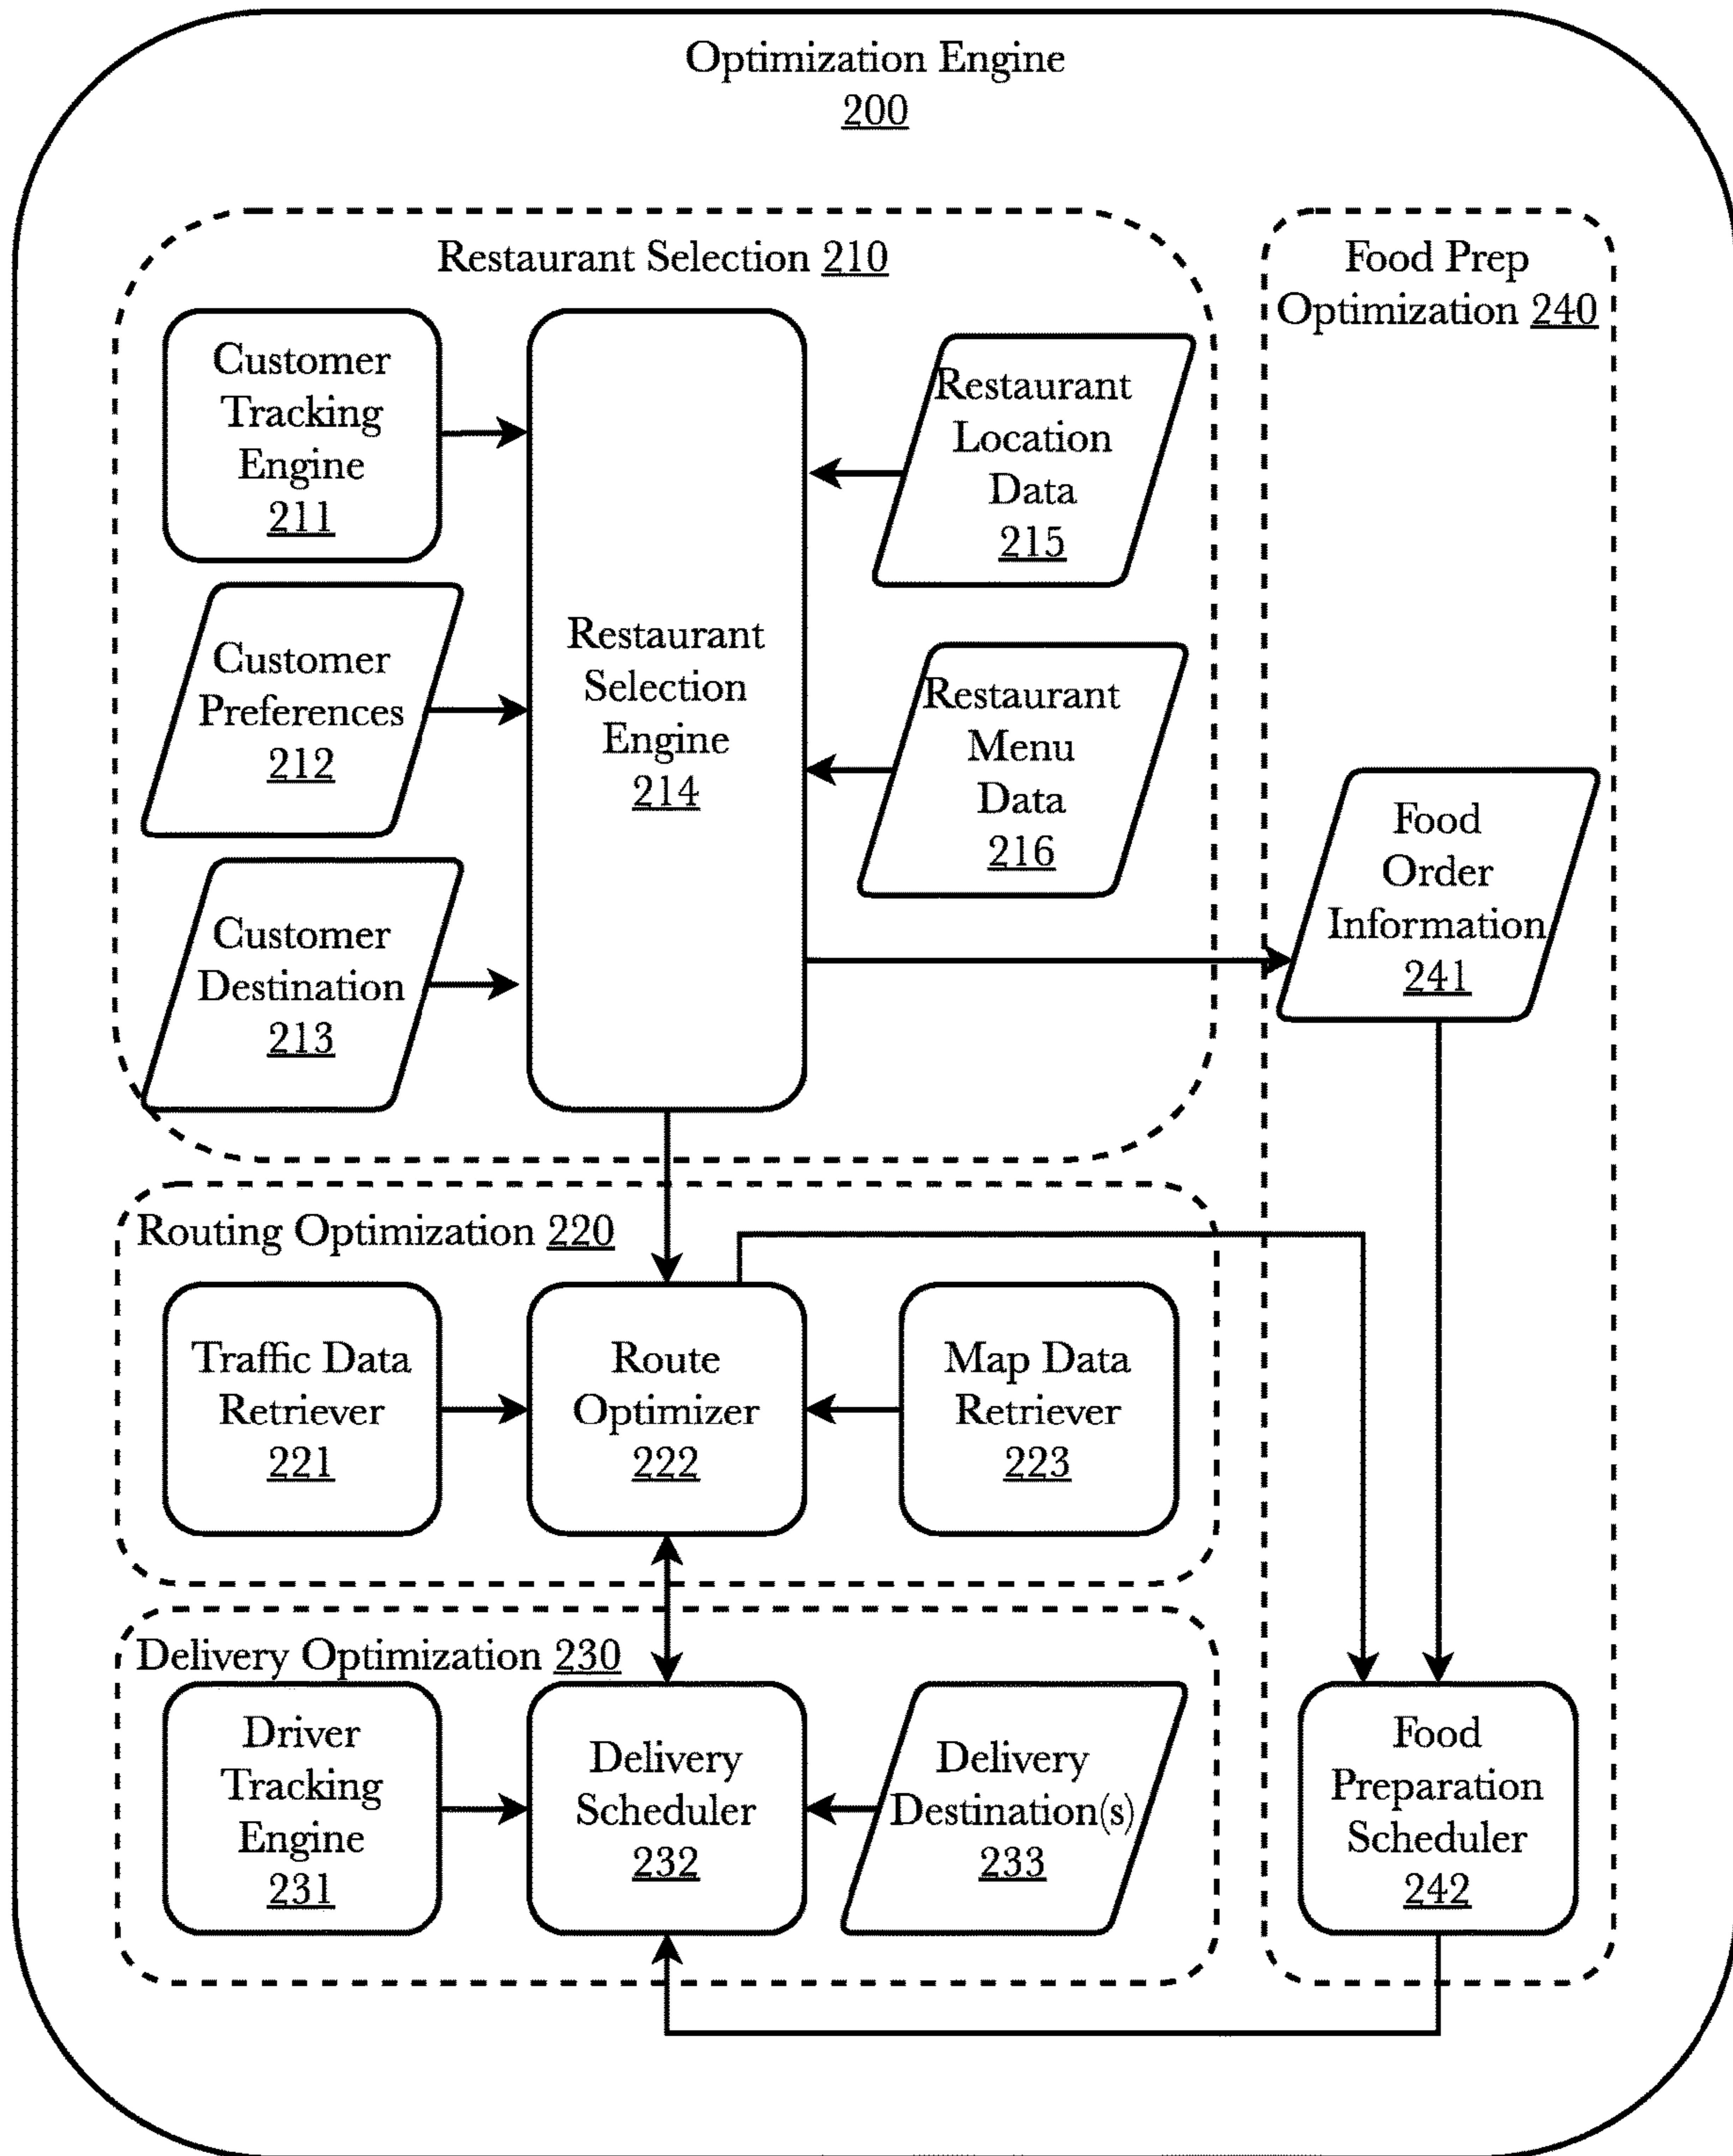 Optimization Engine
200
Restaurant Selection 210
Customer
Tracking
Engine
211
Customer
Preferences
212
Customer
Destination
213
Restaurant
Selection
Engine
214
Restaurant
Location
Data
215
Restaurant
Menu
Data
216
Food Prep
Optimization 240
Food
Order
Information
241
Routing Optimization 220
Traffic Data
Retriever
221
Route
Optimizer
222
Map Data
Retriever
223
Delivery Optimization 230
Driver
Tracking
Engine
231
Delivery
Scheduler
232
Delivery
Destination(s)
233
Food
Preparation
Scheduler
242